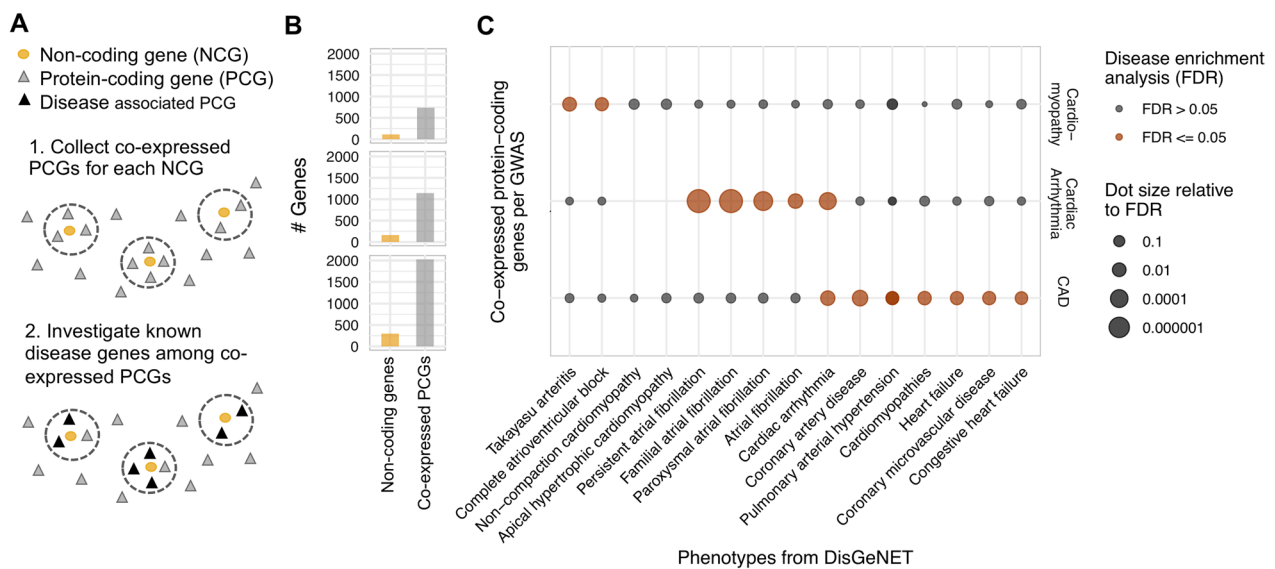 A
Non-coding gene (NCG)
Protein-coding gene (PCG)
Disease associated PCG
1. Collect co-expressed
PCGs for each NCG
2. Investigate known
disease genes among co-
expressed PCGs
B
# Genes
2000
1500
1000
500
0
2000
1500
1000
500
0
2000
1500
1000
500
0
Non-coding genes
Co-expressed PCGs
C
Co–expressed protein–coding
genes per GWAS
Cardio–
myopathy
Cardiac
Arrhythmia
CAD
Takayasu arteritis
Complete atrioventricular block
Non–compaction cardiomyopathy
Apical hypertrophic cardiomyopathy
Persistent atrial fibrillation
Familial atrial fibrillation
Paroxysmal atrial fibrillation
Atrial fibrillation
Cardiac arrhythmia
Coronary artery disease
Pulmonary arterial hypertension
Cardiomyopathies
Heart failure
Coronary microvascular disease
Congestive heart failure
Phenotypes from DisGeNET
Disease enrichment
analysis (FDR)
FDR > 0.05
FDR <= 0.05
Dot size relative
to FDR
0.1
0.01
0.0001
0.000001